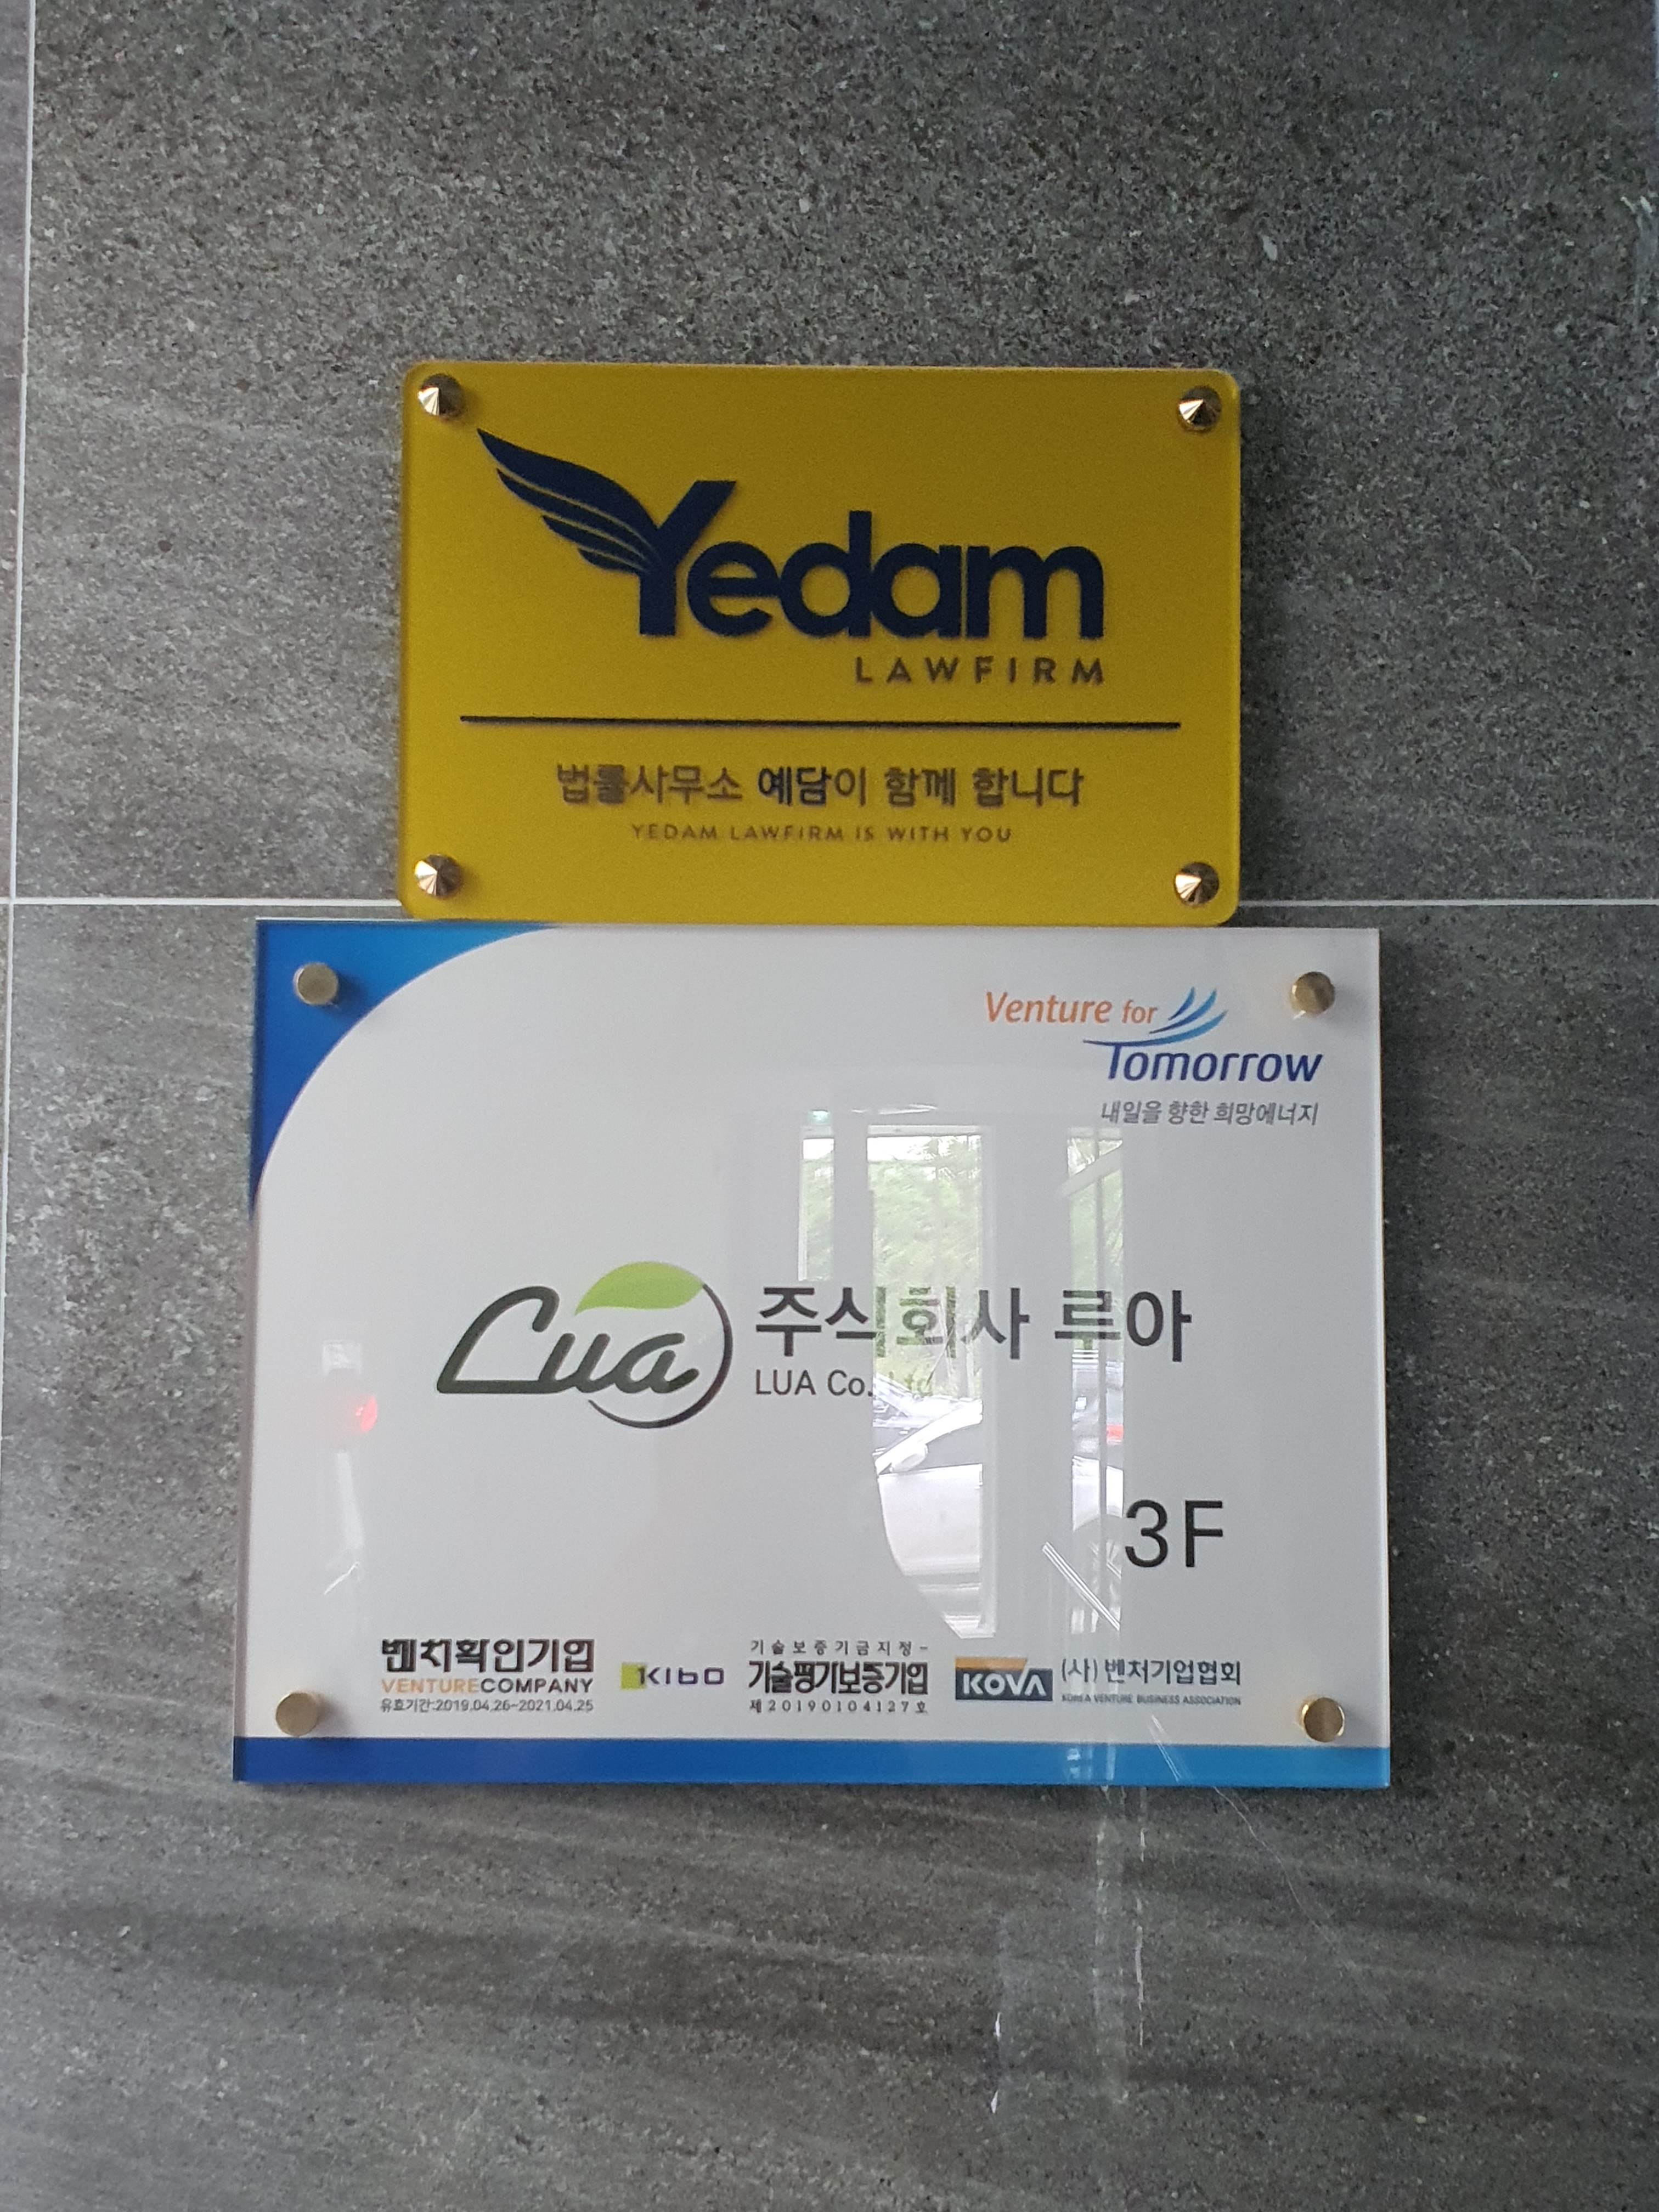 Yedam
LAWFIRM
법률사무소 예담이 함께 합니다
YEDAM LAWFIRM IS WITH YOU
Venture for
Tomorrow
내일을 향한 희망에너지
Lua
주식회사 루아
LUA Co., Ltd
3F
벤처확인기업
VENTURECOMPANY
유효기간:2019.04.26~2021.04.25
KIBO
기술보증기금지정-
기술평가보증기업
제20190104127호
KOVA
(사)벤처기업협회
KOREA VENTURE BUSINESS ASSOCIATION